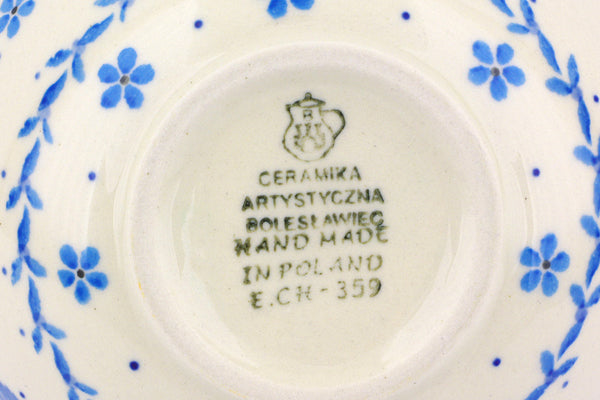 B
CERAMIKA
ARTYSTYCZNA
BOLESŁAWIEC
HAND MADE
IN POLAND
E.CH-359